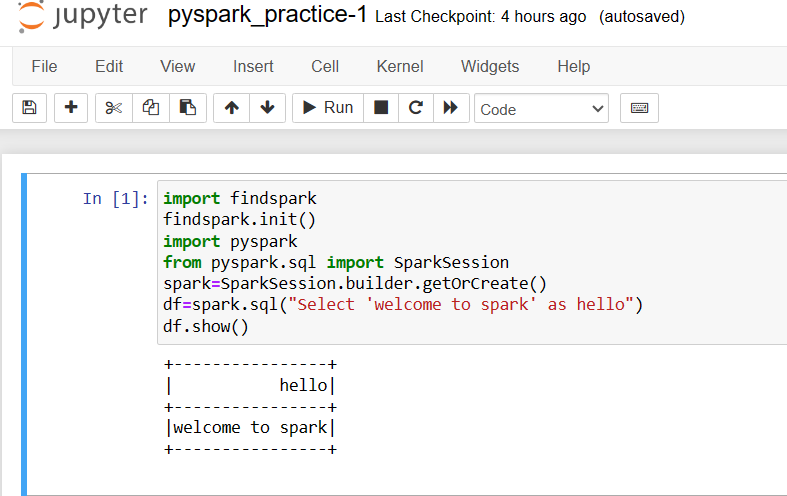 jupyter pyspark_practice-1 Last Checkpoint: 4 hours ago (autosaved)
File Edit View Insert Cell Kernel Widgets Help
Run Code
In [1]: import findspark
findspark.init()
import pyspark
from pyspark.sql import SparkSession
spark=SparkSession.builder.getOrCreate()
df=spark.sql("Select 'welcome to spark' as hello")
df.show()
+----------------+
|           hello|
+----------------+
|welcome to spark|
+----------------+